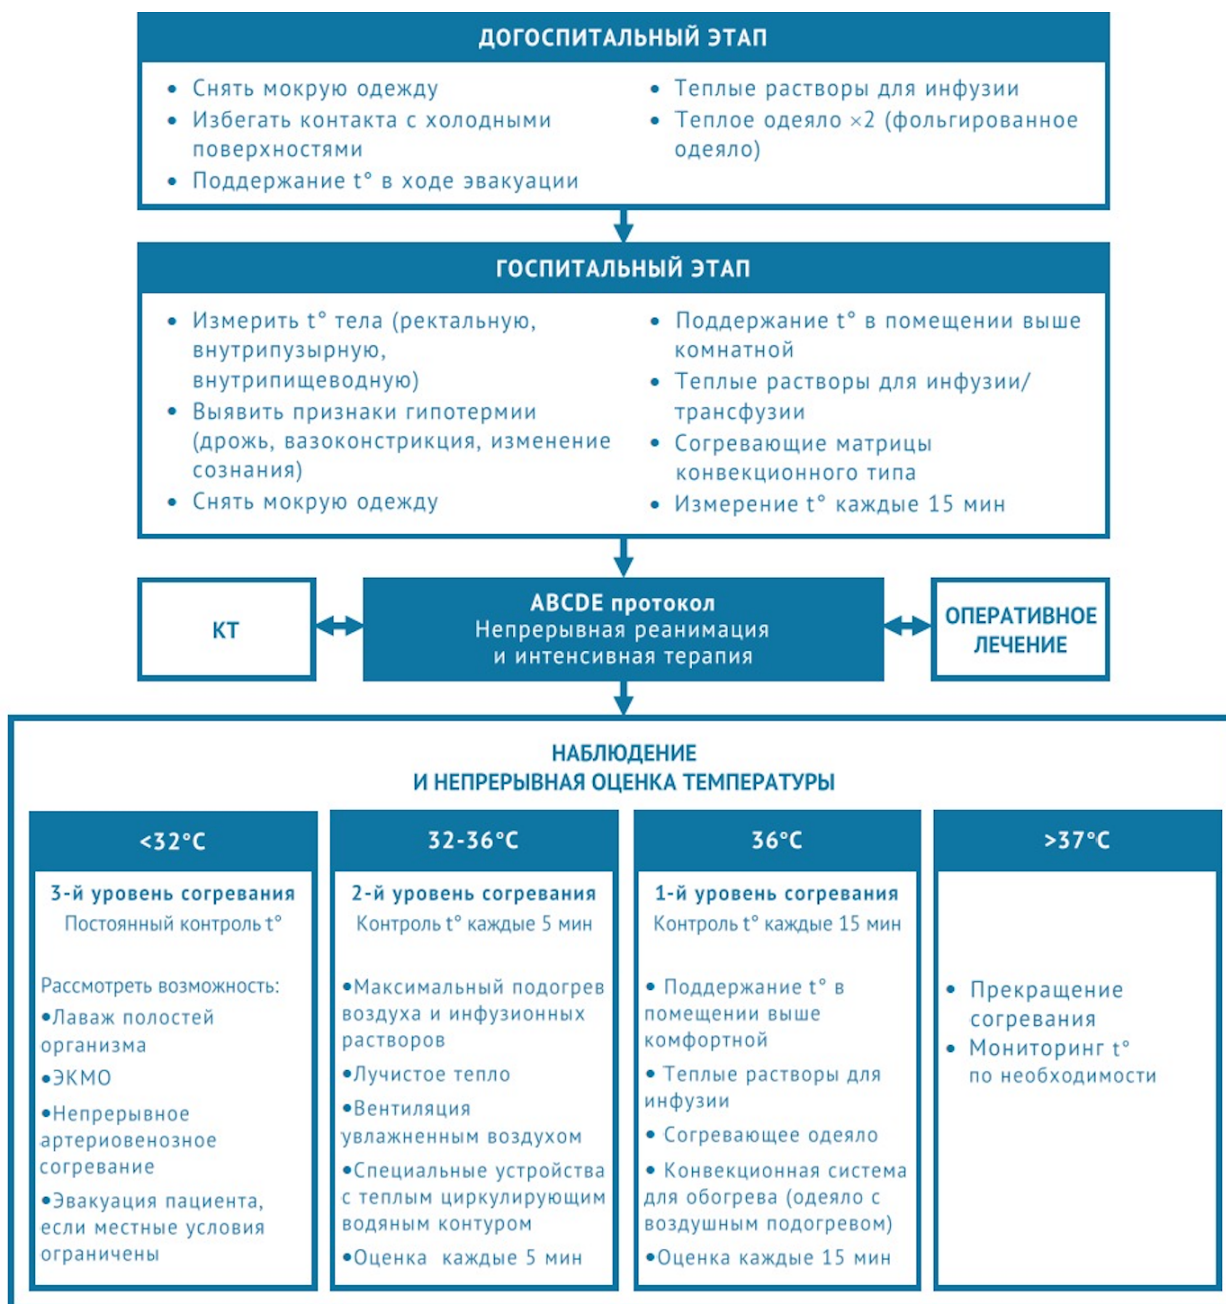 ДОГОСПИТАЛЬНЫЙ ЭТАП
• Снять мокрую одежду
• Избегать контакта с холодными
поверхностями
• Поддержание t° в ходе эвакуации
• Теплые растворы для инфузии
• Теплое одеяло ×2 (фольгированное
одеяло)
ГОСПИТАЛЬНЫЙ ЭТАП
• Измерить t° тела (ректальную,
внутрипузырную,
внутрипищеводную)
• Выявить признаки гипотермии
(дрожь, вазоконстрикция, изменение
сознания)
• Снять мокрую одежду
• Поддержание t° в помещении выше
комнатной
• Теплые растворы для инфузии/
трансфузии
• Согревающие матрицы
конвекционного типа
• Измерение t° каждые 15 мин
КТ
ABCDE протокол
Непрерывная реанимация
и интенсивная терапия
ОПЕРАТИВНОЕ
ЛЕЧЕНИЕ
НАБЛЮДЕНИЕ
И НЕПРЕРЫВНАЯ ОЦЕНКА ТЕМПЕРАТУРЫ
<32°C
3-й уровень согревания
Постоянный контроль t°
Рассмотреть возможность:
•Лаваж полостей
организма
•ЭКМО
•Непрерывное
артериовенозное
согревание
•Эвакуация пациента,
если местные условия
ограничены
32-36°C
2-й уровень согревания
Контроль t° каждые 5 мин
•Максимальный подогрев
воздуха и инфузионных
растворов
•Лучистое тепло
•Вентиляция
увлажненным воздухом
•Специальные устройства
с теплым циркулирующим
водяным контуром
•Оценка каждые 5 мин
36°C
1-й уровень согревания
Контроль t° каждые 15 мин
• Поддержание t° в
помещении выше
комфортной
• Теплые растворы для
инфузии
• Согревающее одеяло
• Конвекционная система
для обогрева (одеяло с
воздушным подогревом)
•Оценка каждые 15 мин
>37°C
• Прекращение
согревания
• Мониторинг t°
по необходимости